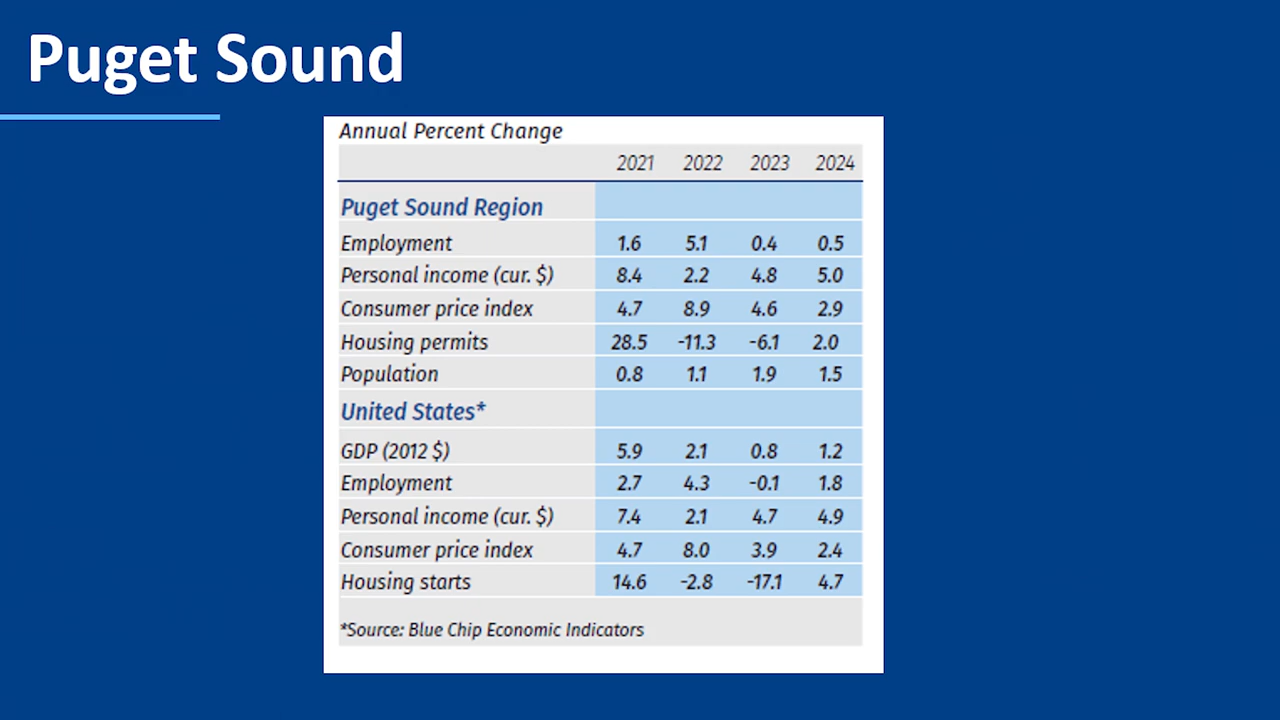 Puget Sound
Annual Percent Change
2021 2022 2023 2024
Puget Sound Region
Employment 1.6 5.1 0.4 0.5
Personal income (cur. $) 8.4 2.2 4.8 5.0
Consumer price index 4.7 8.9 4.6 2.9
Housing permits 28.5 -11.3 -6.1 2.0
Population 0.8 1.1 1.9 1.5
United States*
GDP (2012 $) 5.9 2.1 0.8 1.2
Employment 2.7 4.3 -0.1 1.8
Personal income (cur. $) 7.4 2.1 4.7 4.9
Consumer price index 4.7 8.0 3.9 2.4
Housing starts 14.6 -2.8 -17.1 4.7
*Source: Blue Chip Economic Indicators